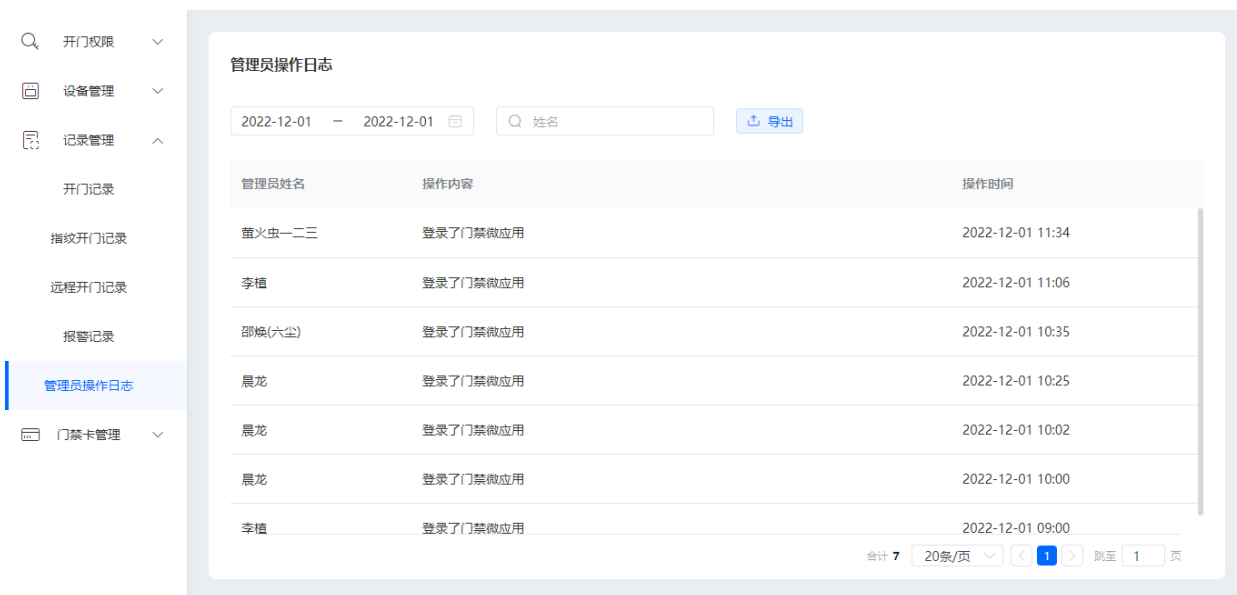 开门权限
设备管理
记录管理
开门记录
指纹开门记录
远程开门记录
报警记录
管理员操作日志
门禁卡管理
管理员操作日志
2022-12-01 － 2022-12-01 姓名 导出
管理员姓名 操作内容 操作时间
萤火虫一二三 登录了门禁微应用 2022-12-01 11:34
李植 登录了门禁微应用 2022-12-01 11:06
邵焕(六尘) 登录了门禁微应用 2022-12-01 10:35
晨龙 登录了门禁微应用 2022-12-01 10:25
晨龙 登录了门禁微应用 2022-12-01 10:02
晨龙 登录了门禁微应用 2022-12-01 10:00
李植 登录了门禁微应用 2022-12-01 09:00
合计 7 20条/页 1 跳至 1 页